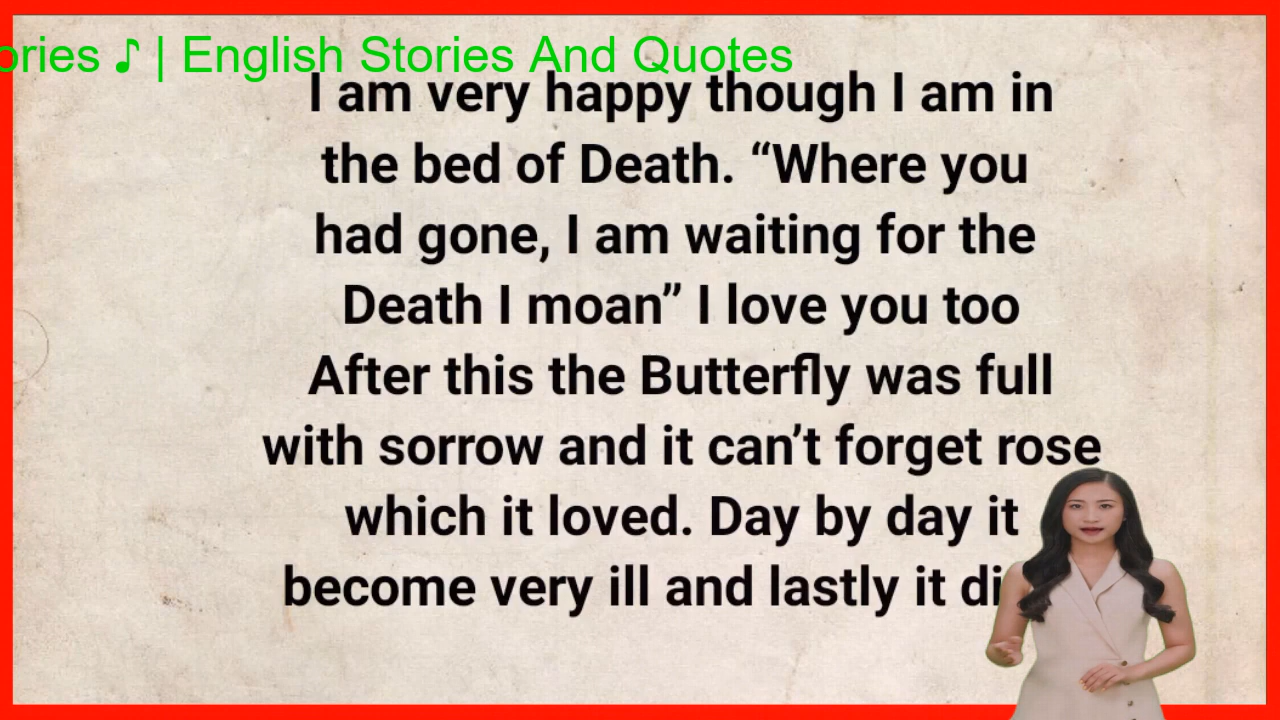 ories ♪ | English Stories And Quotes
I am very happy though I am in
the bed of Death. “Where you
had gone, I am waiting for the
Death I moan” I love you too
After this the Butterfly was full
with sorrow and it can’t forget rose
which it loved. Day by day it
become very ill and lastly it di